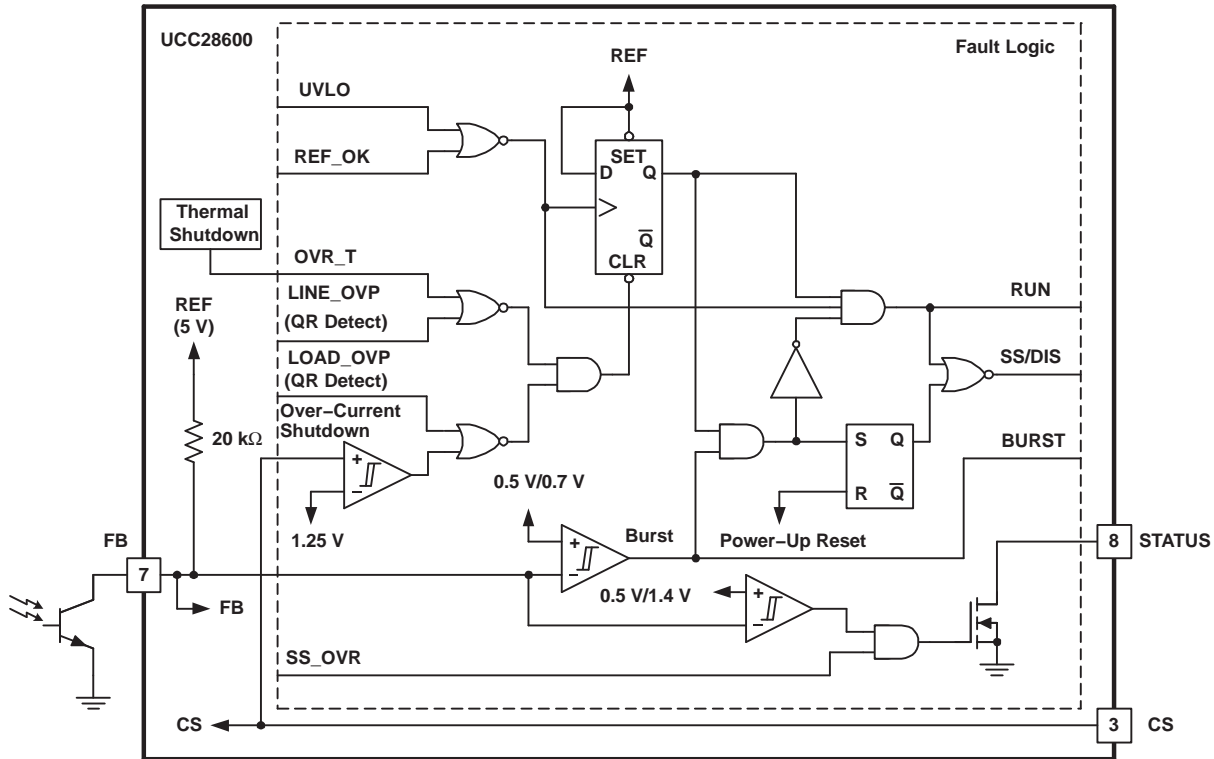 UCC28600
Fault Logic
REF
UVLO
REF_OK
SET
D Q
Q̅
CLR
Thermal
Shutdown
OVR_T
LINE_OVP
(QR Detect)
REF
(5 V)
LOAD_OVP
(QR Detect)
RUN
SS/DIS
Over−Current
Shutdown
20 kΩ
+
−
1.25 V
S Q
R Q̅
BURST
0.5 V/0.7 V
Power−Up Reset
FB
7
+
−
Burst
8 STATUS
FB
0.5 V/1.4 V
+
−
SS_OVR
CS
3 CS